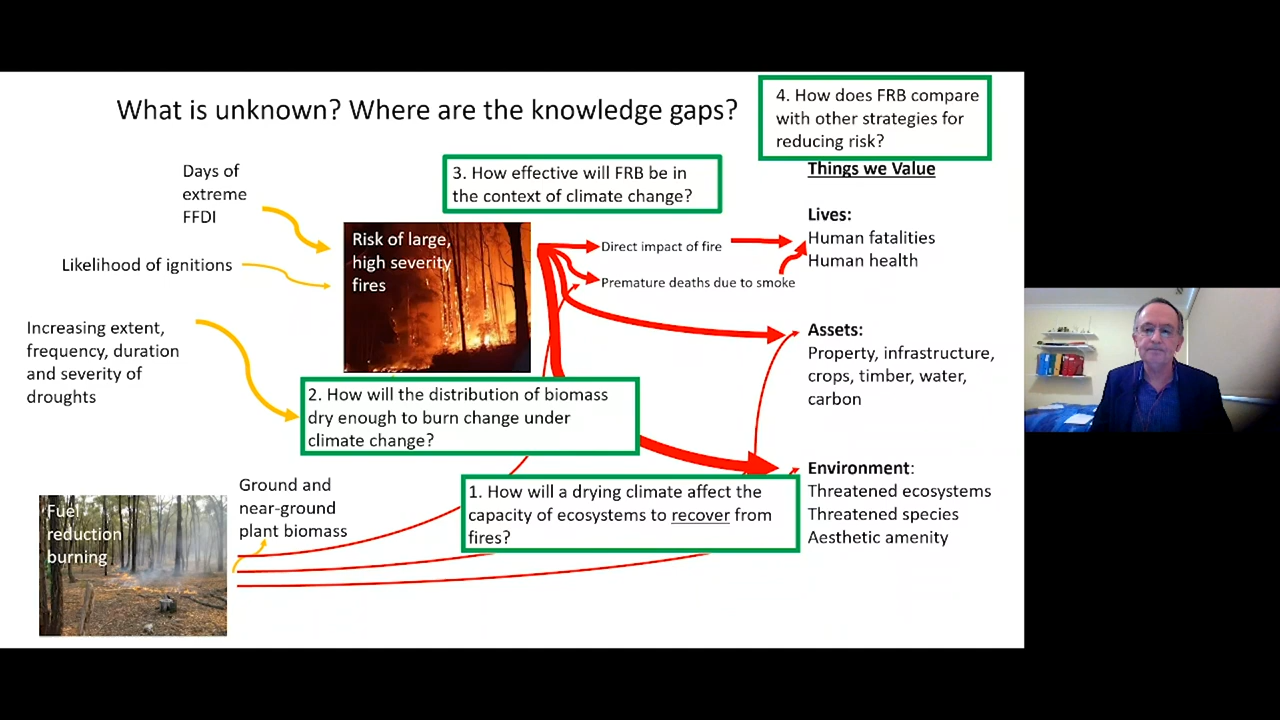 What is unknown? Where are the knowledge gaps?
4. How does FRB compare
with other strategies for
reducing risk?
Days of
extreme
FFDI
3. How effective will FRB be in
the context of climate change?
Things we Value
Likelihood of ignitions
Risk of large,
high severity
fires
Direct impact of fire
Premature deaths due to smoke
Lives:
Human fatalities
Human health
Increasing extent,
frequency, duration
and severity of
droughts
Assets:
Property, infrastructure,
crops, timber, water,
carbon
2. How will the distribution of biomass
dry enough to burn change under
climate change?
Fuel
reduction
burning
Ground and
near-ground
plant biomass
1. How will a drying climate affect the
capacity of ecosystems to recover from
fires?
Environment:
Threatened ecosystems
Threatened species
Aesthetic amenity